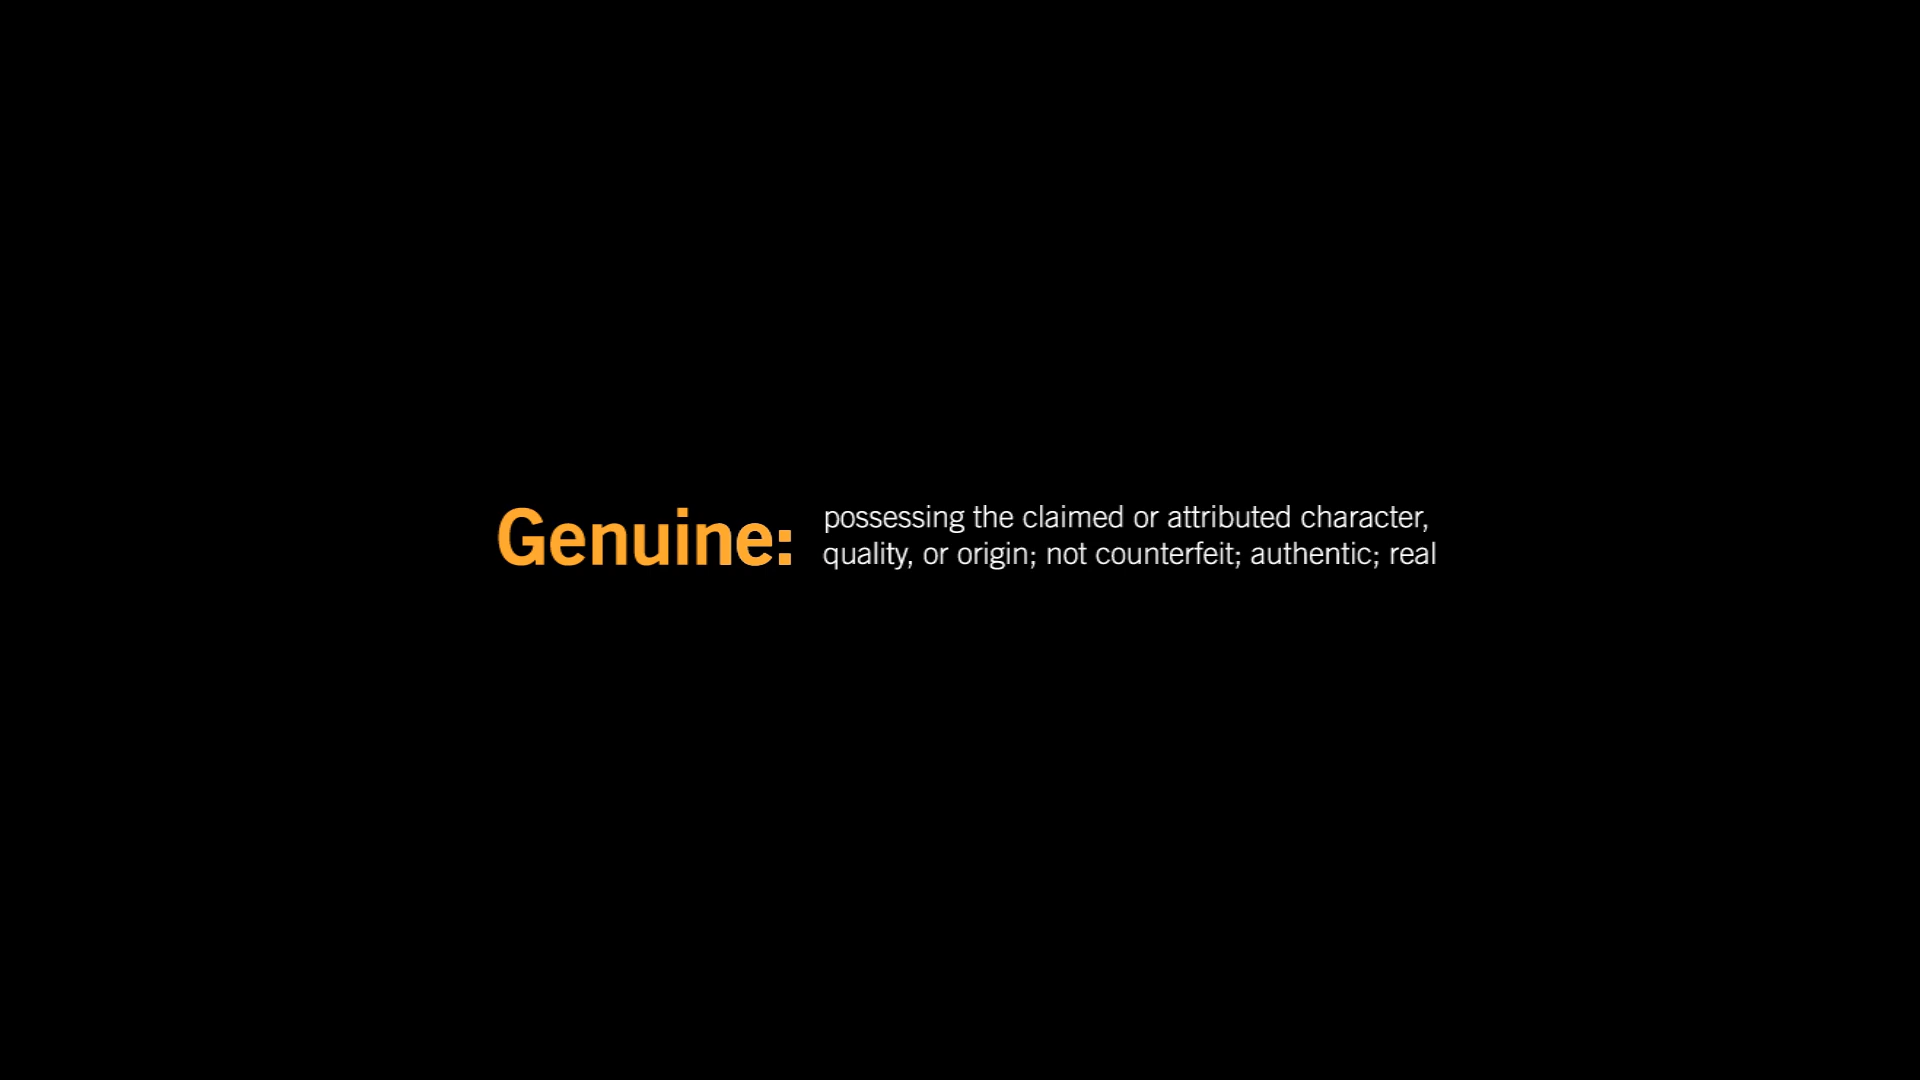 Genuine: possessing the claimed or attributed character,
quality, or origin; not counterfeit; authentic; real